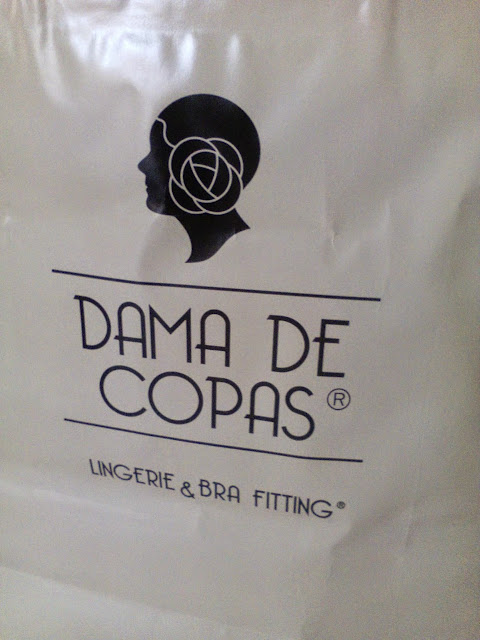 DAMA DE
COPAS®
LINGERIE & BRA FITTING®